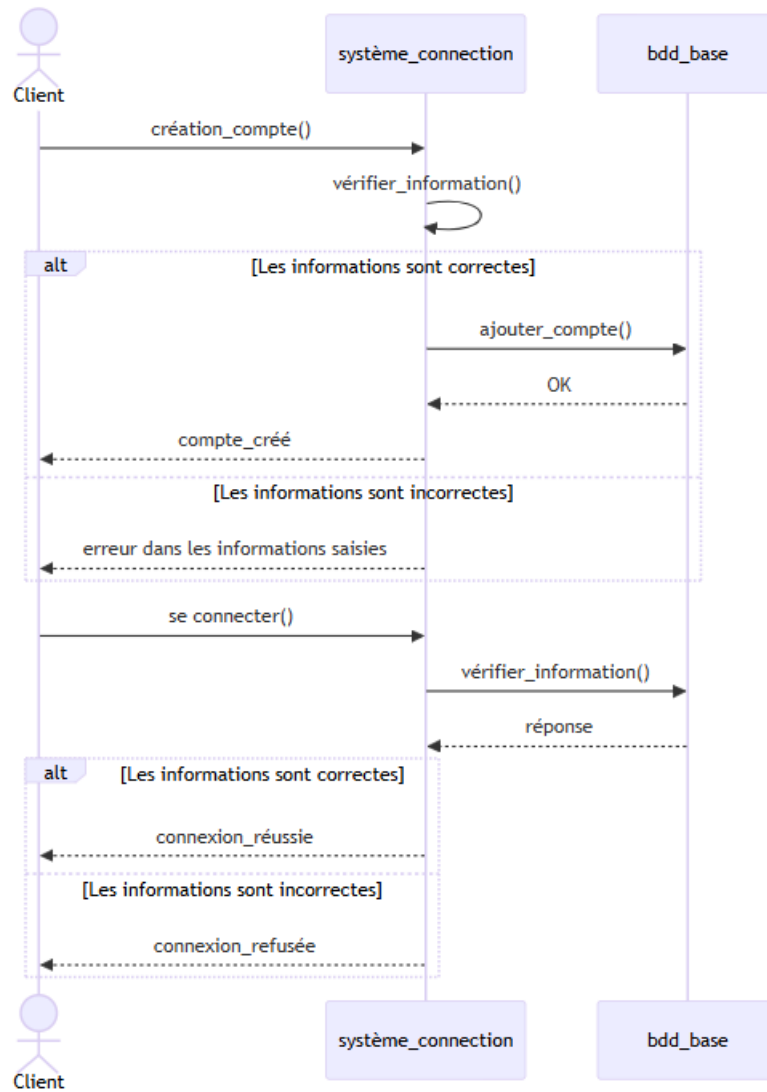 système_connection
bdd_base
Client
création_compte()
vérifier_information()
alt
[Les informations sont correctes]
ajouter_compte()
OK
compte_créé
[Les informations sont incorrectes]
erreur dans les informations saisies
se connecter()
vérifier_information()
réponse
alt
[Les informations sont correctes]
connexion_réussie
[Les informations sont incorrectes]
connexion_refusée
système_connection
bdd_base
Client